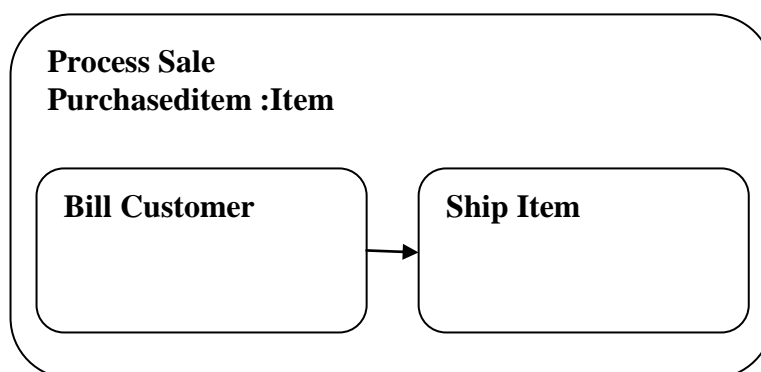 Process Sale
Purchaseditem :Item
Bill Customer
Ship Item